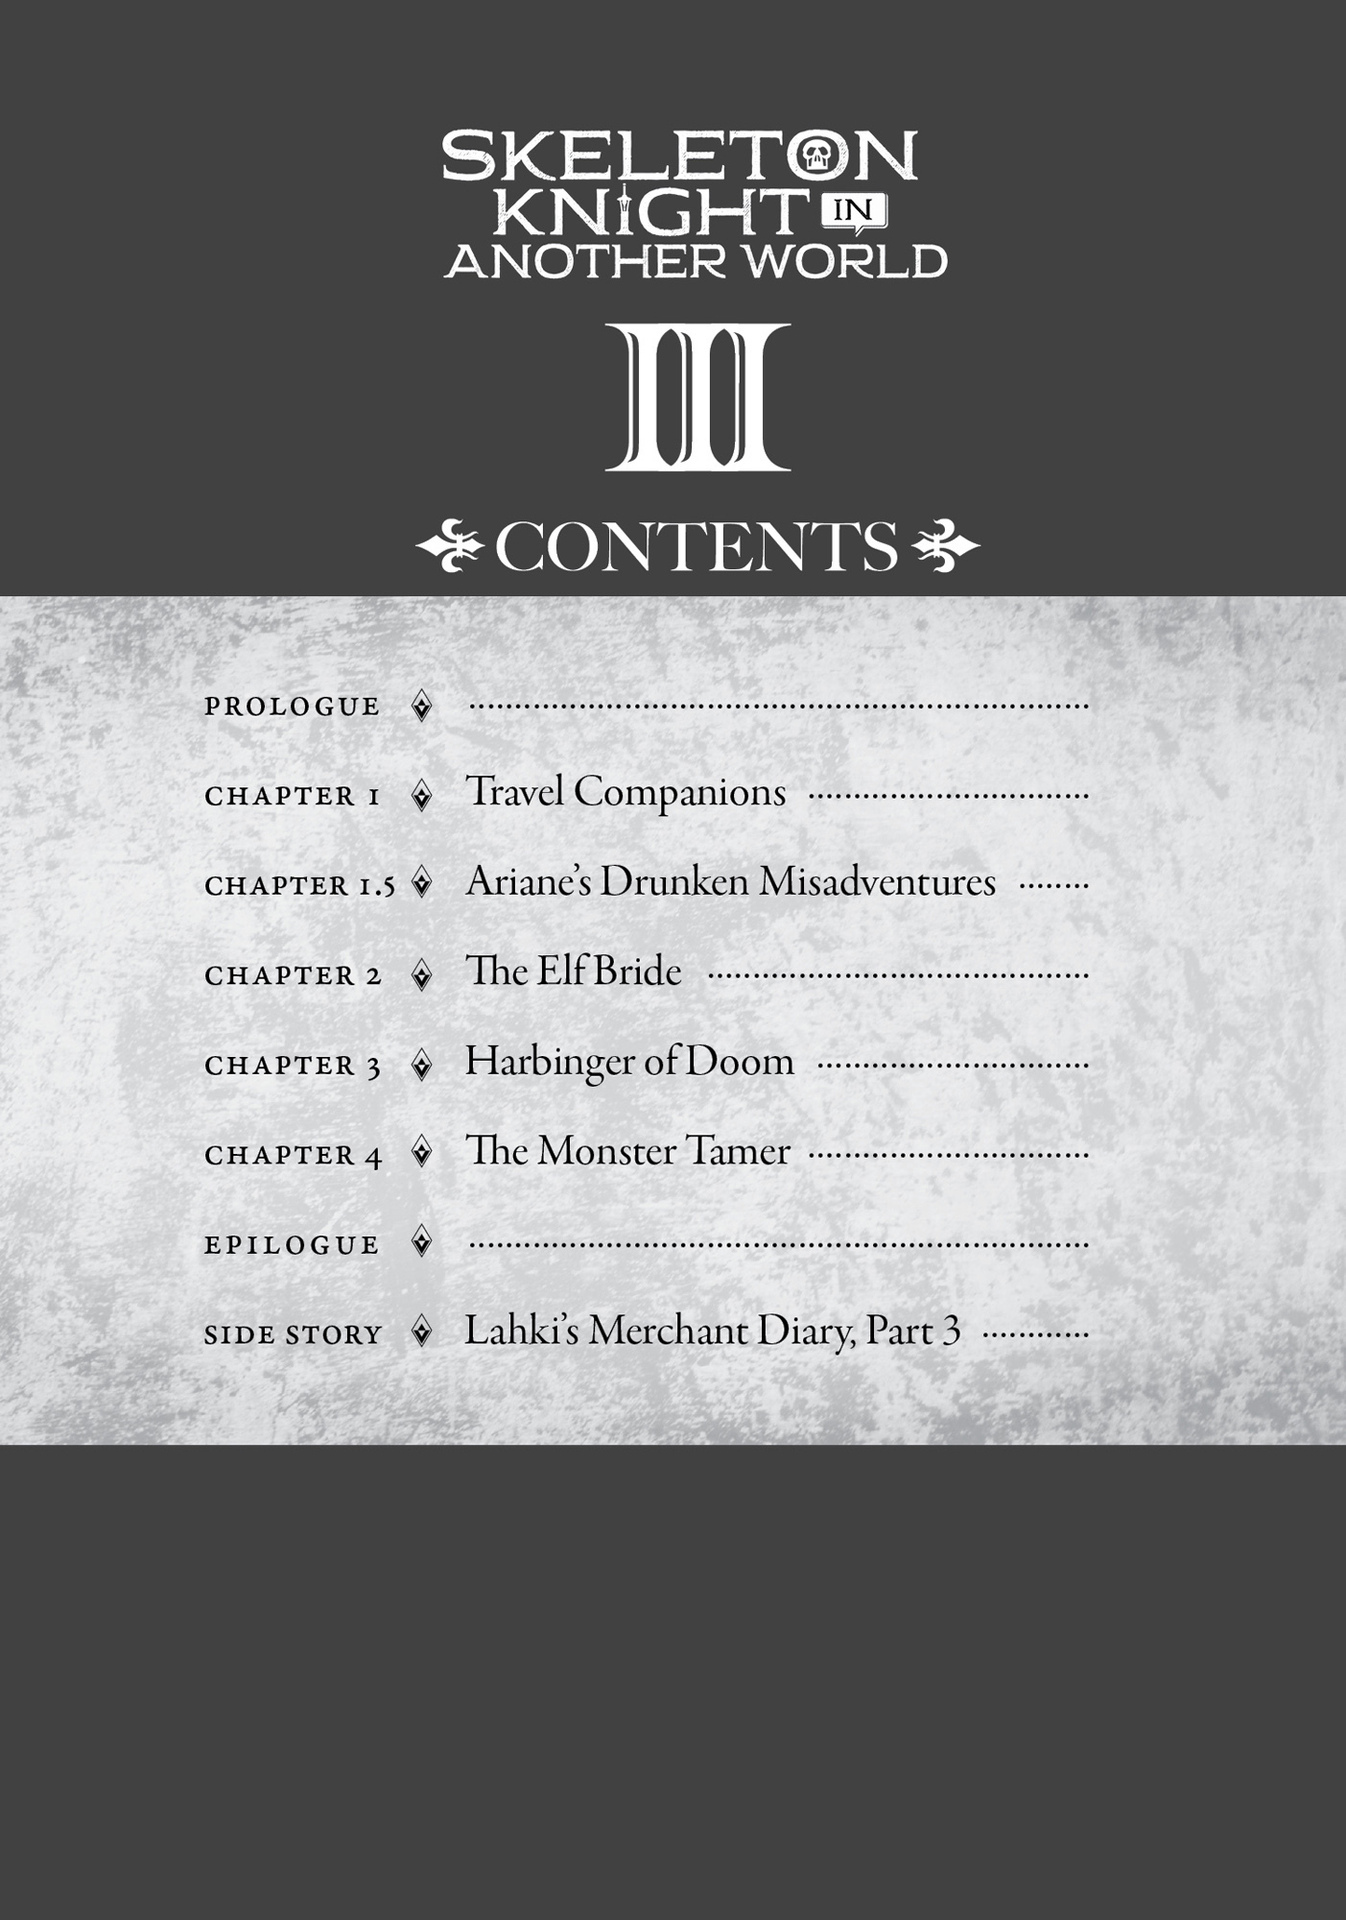 SKELETON
KNIGHT IN
ANOTHER WORLD
III
CONTENTS
PROLOGUE ........................................................
CHAPTER 1 Travel Companions ........................................
CHAPTER 1.5 Ariane's Drunken Misadventures ........
CHAPTER 2 The Elf Bride ........................................
CHAPTER 3 Harbinger of Doom ........................................
CHAPTER 4 The Monster Tamer ........................................
EPILOGUE ........................................................
SIDE STORY Lahki's Merchant Diary, Part 3 ............